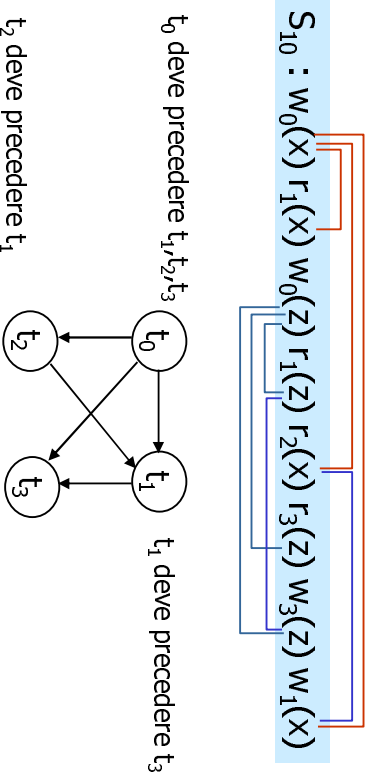 S10 : w0(x) r1(x) w0(z) r1(z) r2(x) r3(z) w3(z) w1(x)
t0 deve precedere t1,t2,t3
t1 deve precedere t3
t2 deve precedere t1
t0
t1
t2
t3